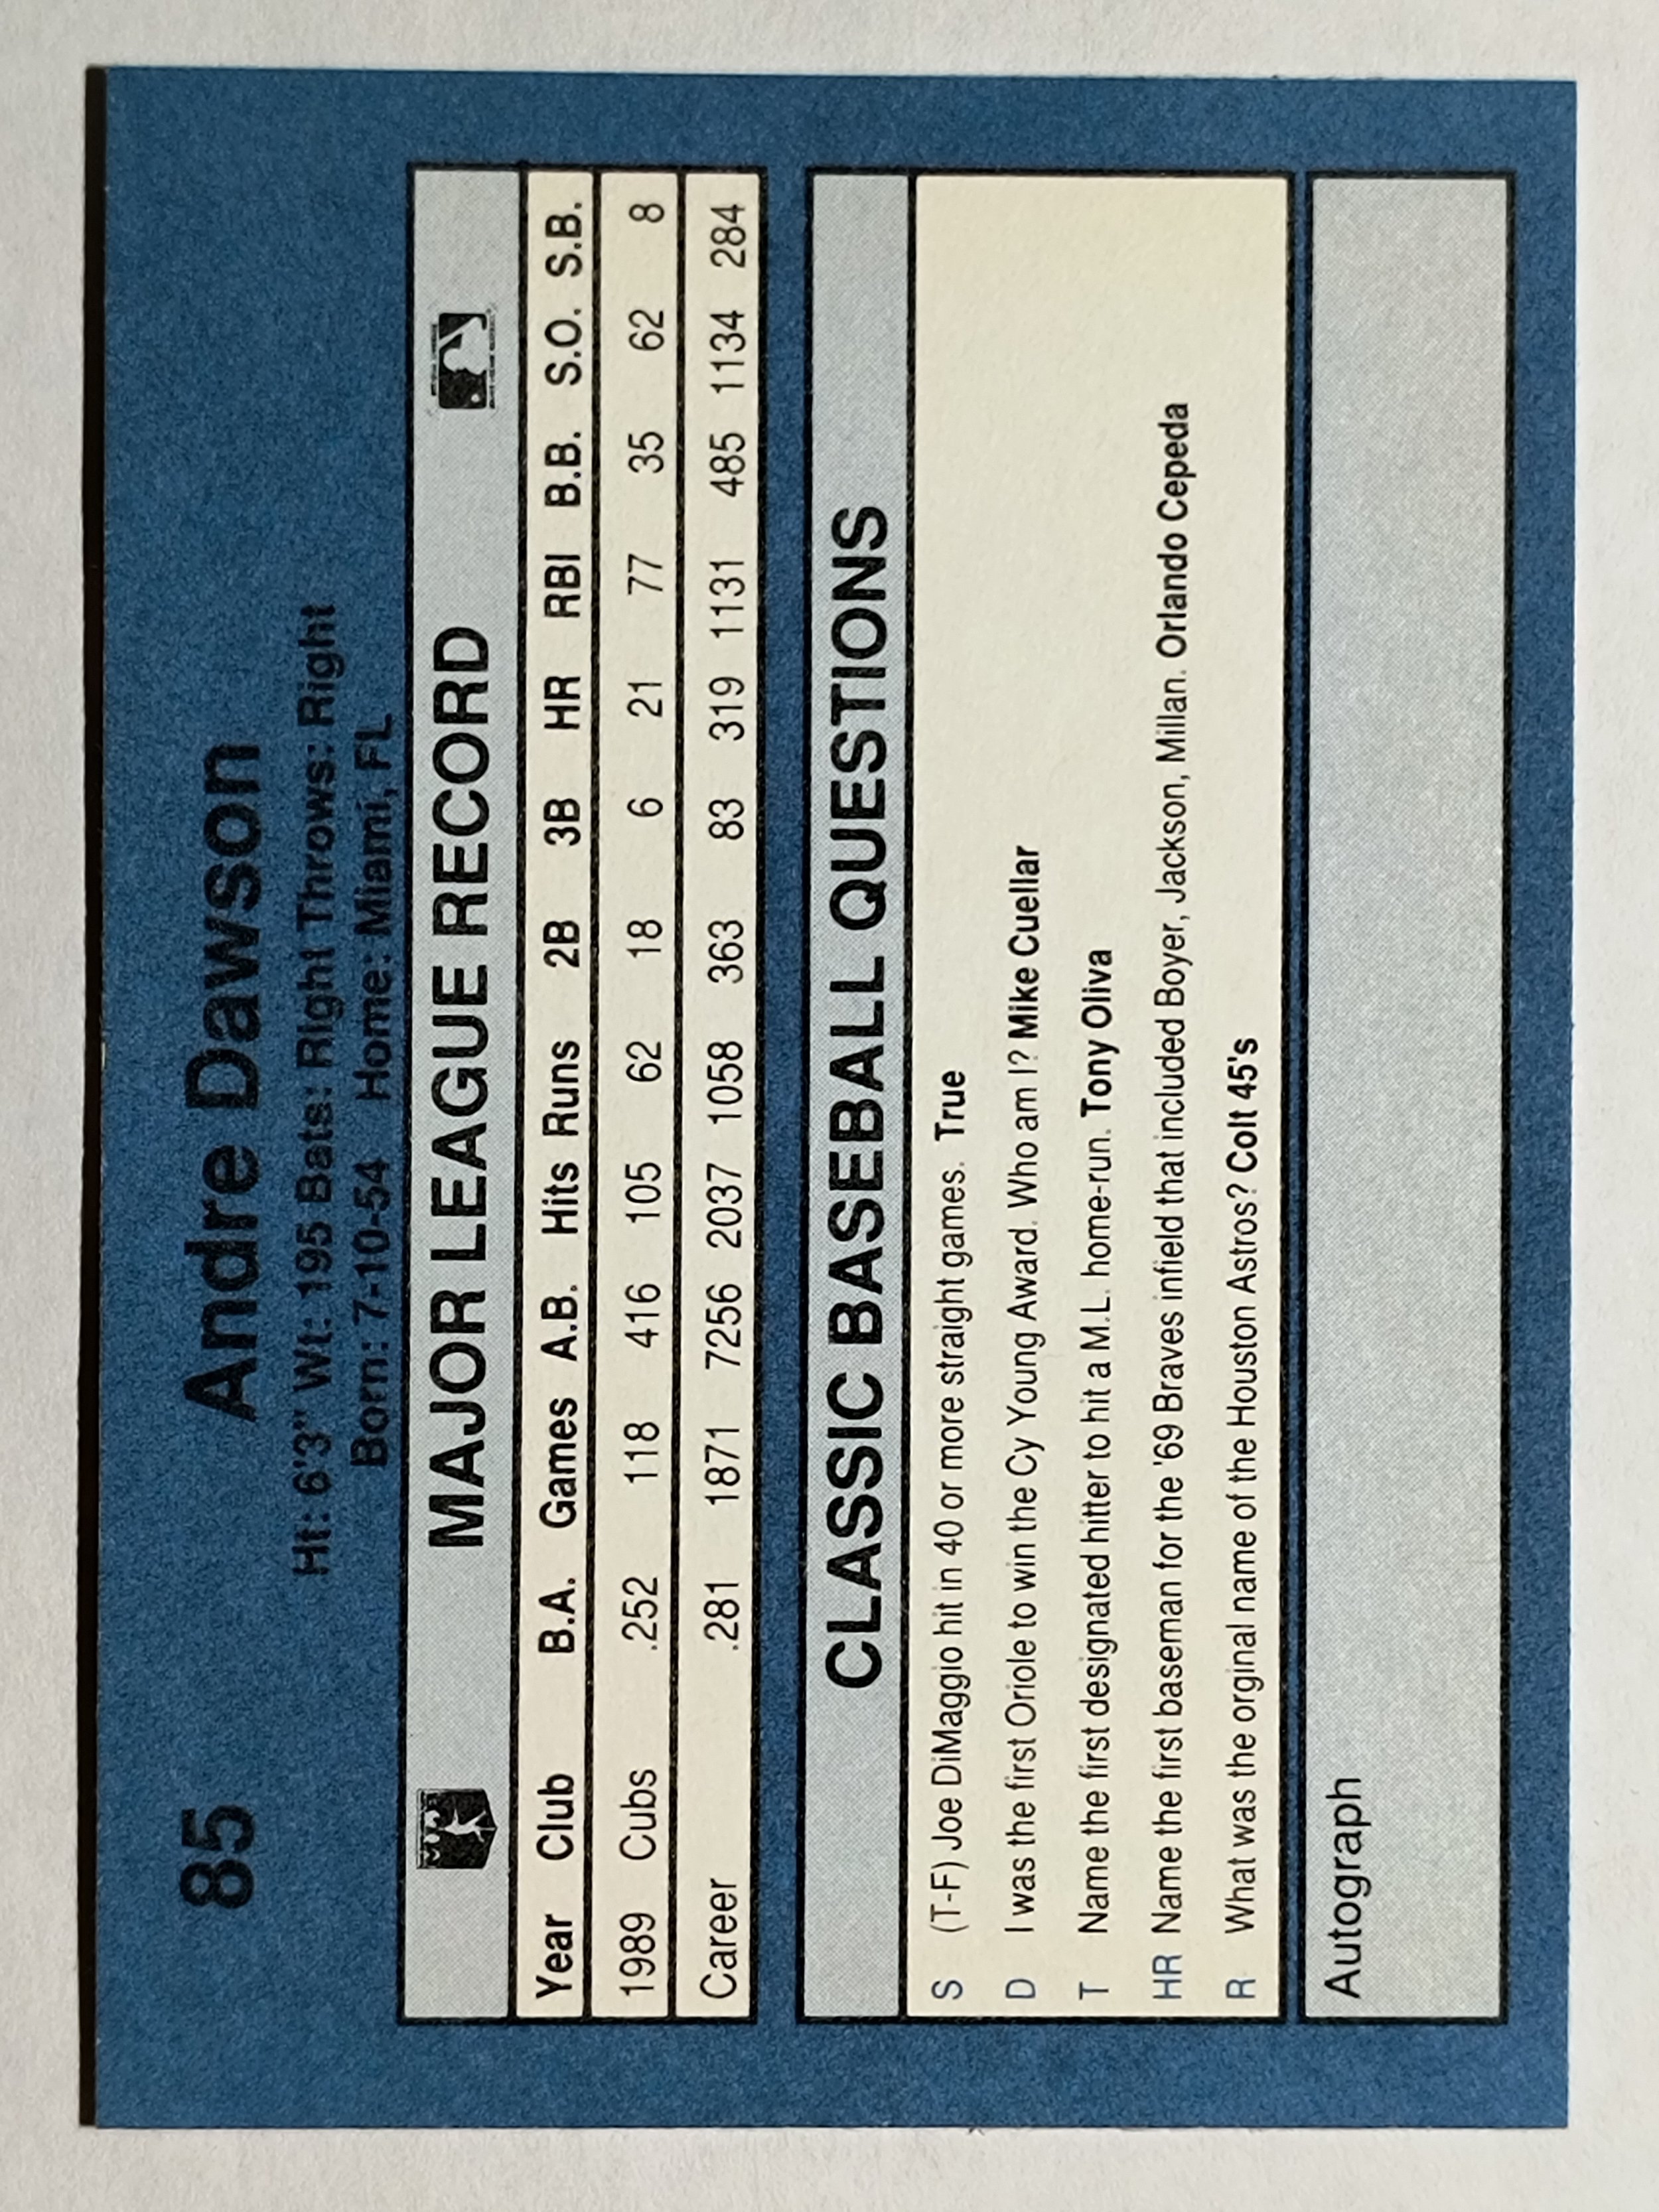 85 Andre Dawson
Ht: 6'3" Wt: 195 Bats: Right Throws: Right
Born: 7-10-54 Home: Miami, FL
MAJOR LEAGUE RECORD
Year Club B.A. Games A.B. Hits Runs 2B 3B HR RBI B.B. S.O. S.B.
1989 Cubs .252 118 416 105 62 18 6 21 77 35 62 8
Career .281 1871 7256 2037 1058 363 83 319 1131 485 1134 284
CLASSIC BASEBALL QUESTIONS
S (T-F) Joe DiMaggio hit in 40 or more straight games. True
D I was the first Oriole to win the Cy Young Award. Who am I? Mike Cuellar
T Name the first designated hitter to hit a M.L. home-run. Tony Oliva
HR Name the first baseman for the '69 Braves infield that included Boyer, Jackson, Millan. Orlando Cepeda
R What was the orginal name of the Houston Astros? Colt 45's
Autograph